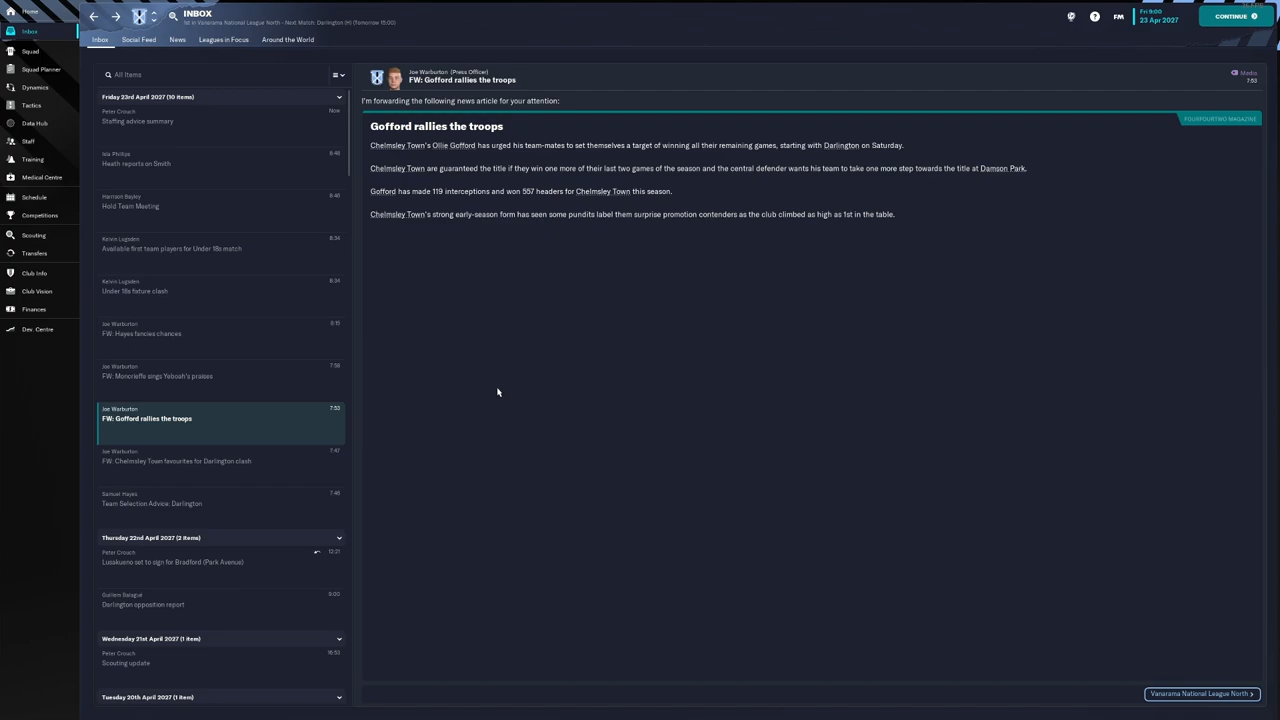 Home
Inbox
Squad
Squad Planner
Dynamics
Tactics
Data Hub
Staff
Training
Medical Centre
Schedule
Competitions
Scouting
Transfers
Club Info
Club Vision
Finances
Dev. Centre
INBOX
1st in Vanarama National League North - Next Match: Darlington (H) (Tomorrow 15:00)
FM
Fri 9:00
23 Apr 2027
CONTINUE
Inbox Social Feed News Leagues in Focus Around the World
All Items
Friday 23rd April 2027 (10 items)
Peter Crouch Now
Staffing advice summary
Isla Phillips 8:48
Heath reports on Smith
Harrison Bayley 8:46
Hold Team Meeting
Kelvin Lugsden 8:34
Available first team players for Under 18s match
Kelvin Lugsden 8:34
Under 18s fixture clash
Joe Warburton 8:15
FW: Hayes fancies chances
Joe Warburton 7:58
FW: Moncrieffe sings Yeboah's praises
Joe Warburton 7:53
FW: Gofford rallies the troops
Joe Warburton 7:47
FW: Chelmsley Town favourites for Darlington clash
Samuel Hayes 7:46
Team Selection Advice: Darlington
Thursday 22nd April 2027 (2 items)
Peter Crouch
Lusakueno set to sign for Bradford (Park Avenue)
Guillem Balagué 9:00
Darlington opposition report
Wednesday 21st April 2027 (1 item)
Peter Crouch 16:53
Scouting update
Tuesday 20th April 2027 (1 item)
Joe Warburton (Press Officer)
FW: Gofford rallies the troops
Media
7:53
I'm forwarding the following news article for your attention:
FOURFOURTWO MAGAZINE
Gofford rallies the troops
Chelmsley Town's Ollie Gofford has urged his team-mates to set themselves a target of winning all their remaining games, starting with Darlington on Saturday.
Chelmsley Town are guaranteed the title if they win one more of their last two games of the season and the central defender wants his team to take one more step towards the title at Damson Park.
Gofford has made 119 interceptions and won 557 headers for Chelmsley Town this season.
Chelmsley Town's strong early-season form has seen some pundits label them surprise promotion contenders as the club climbed as high as 1st in the table.
Vanarama National League North >